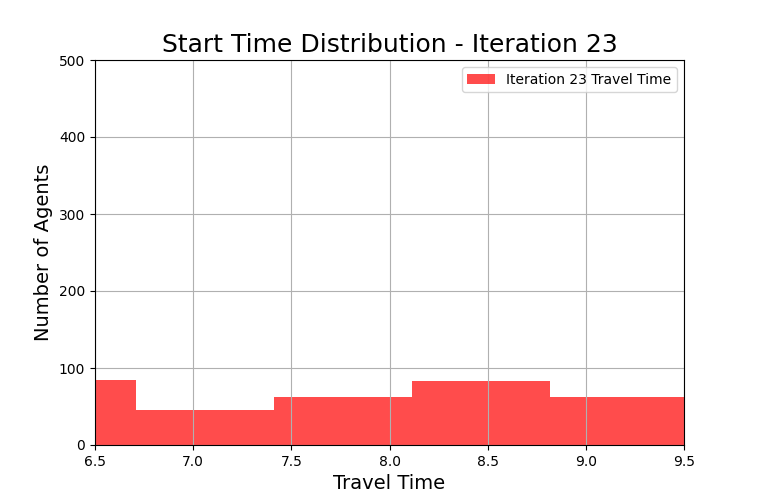 Start Time Distribution - Iteration 23
Iteration 23 Travel Time
Number of Agents
500
400
300
200
100
0
6.5 7.0 7.5 8.0 8.5 9.0 9.5
Travel Time